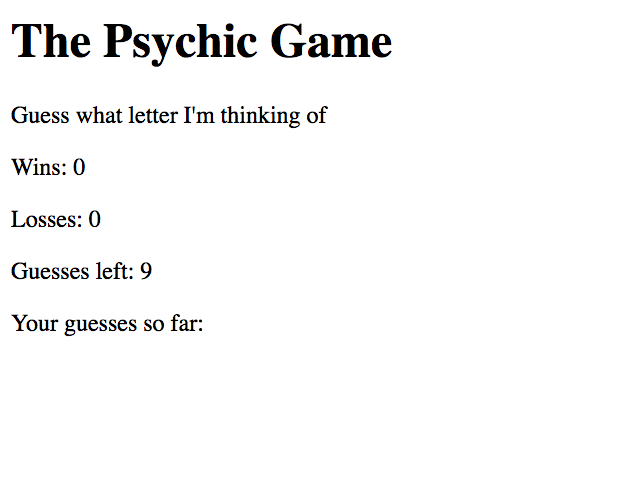 The Psychic Game
Guess what letter I'm thinking of
Wins: 0
Losses: 0
Guesses left: 9
Your guesses so far: